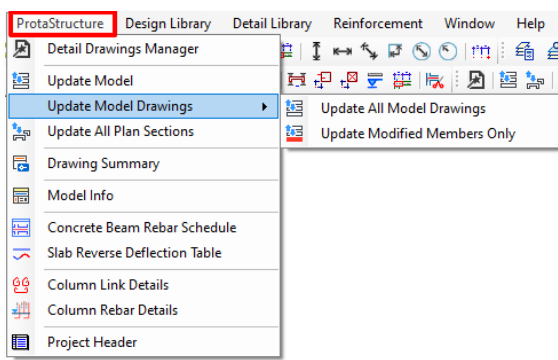 ProtaStructure Design Library Detail Library Reinforcement Window Help
Detail Drawings Manager
Update Model
Update Model Drawings
Update All Model Drawings
Update All Plan Sections
Update Modified Members Only
Drawing Summary
Model Info
Concrete Beam Rebar Schedule
Slab Reverse Deflection Table
Column Link Details
Column Rebar Details
Project Header